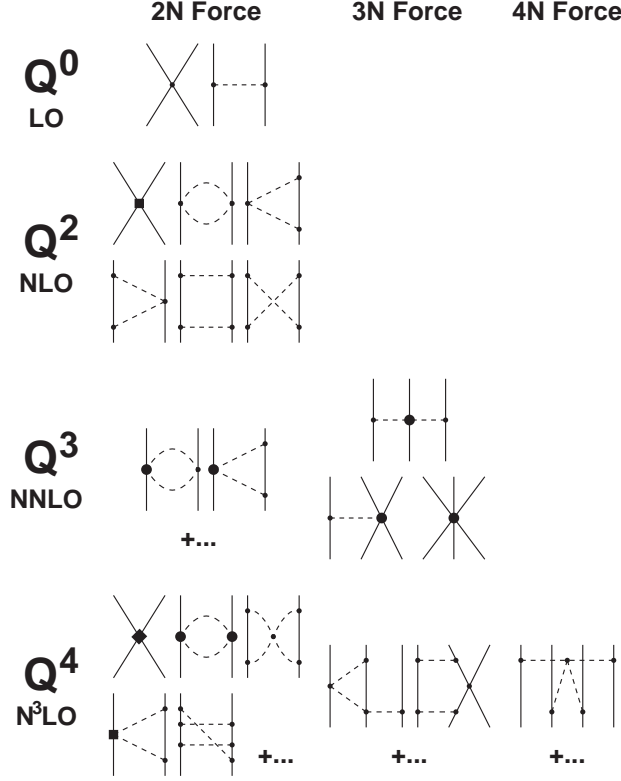 2N Force 3N Force 4N Force
Q⁰
LO
Q²
NLO
Q³
NNLO
+...
Q⁴
N³LO
+... +... +...